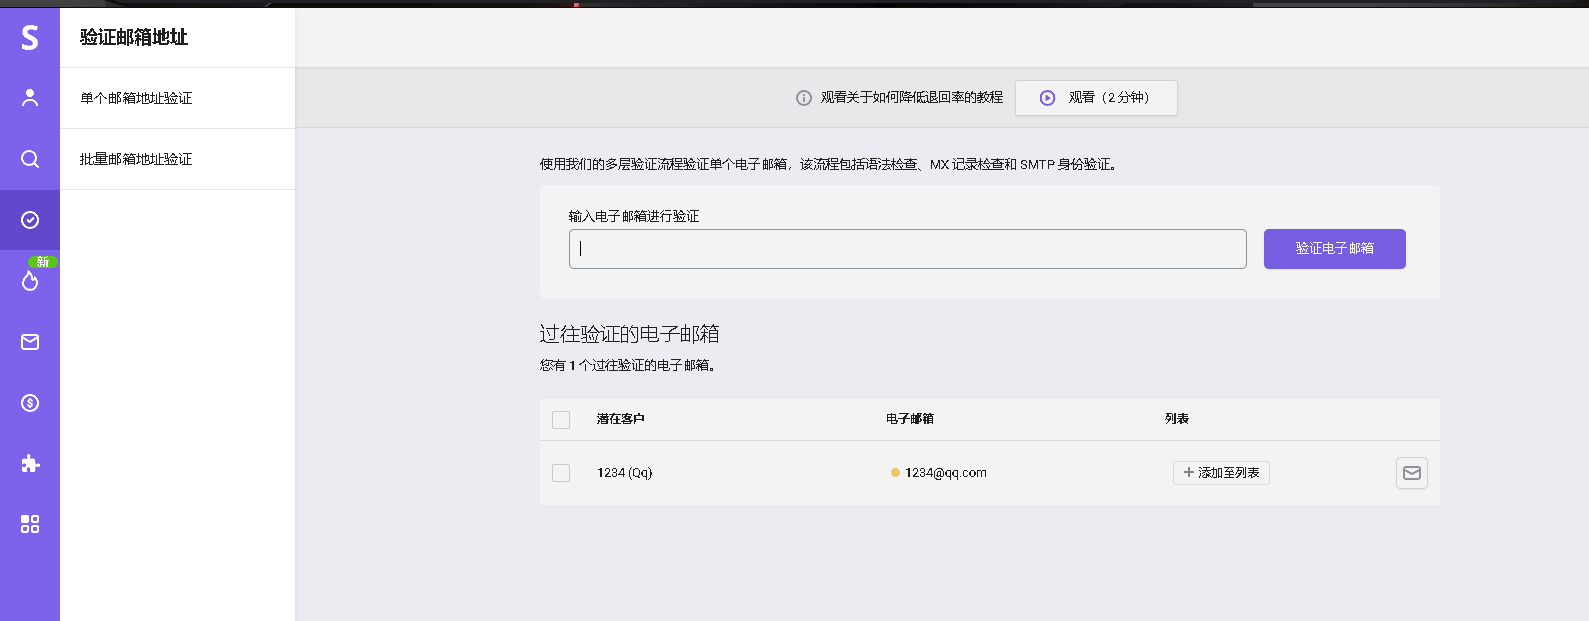 S
验证邮箱地址
单个邮箱地址验证
批量邮箱地址验证
新
观看关于如何降低退回率的教程
观看（2 分钟）
使用我们的多层验证流程验证单个电子邮箱，该流程包括语法检查、MX 记录检查和 SMTP 身份验证。
输入电子邮箱进行验证
验证电子邮箱
过往验证的电子邮箱
您有 1 个过往验证的电子邮箱。
潜在客户 电子邮箱 列表
1234 (Qq) 1234@qq.com + 添加至列表